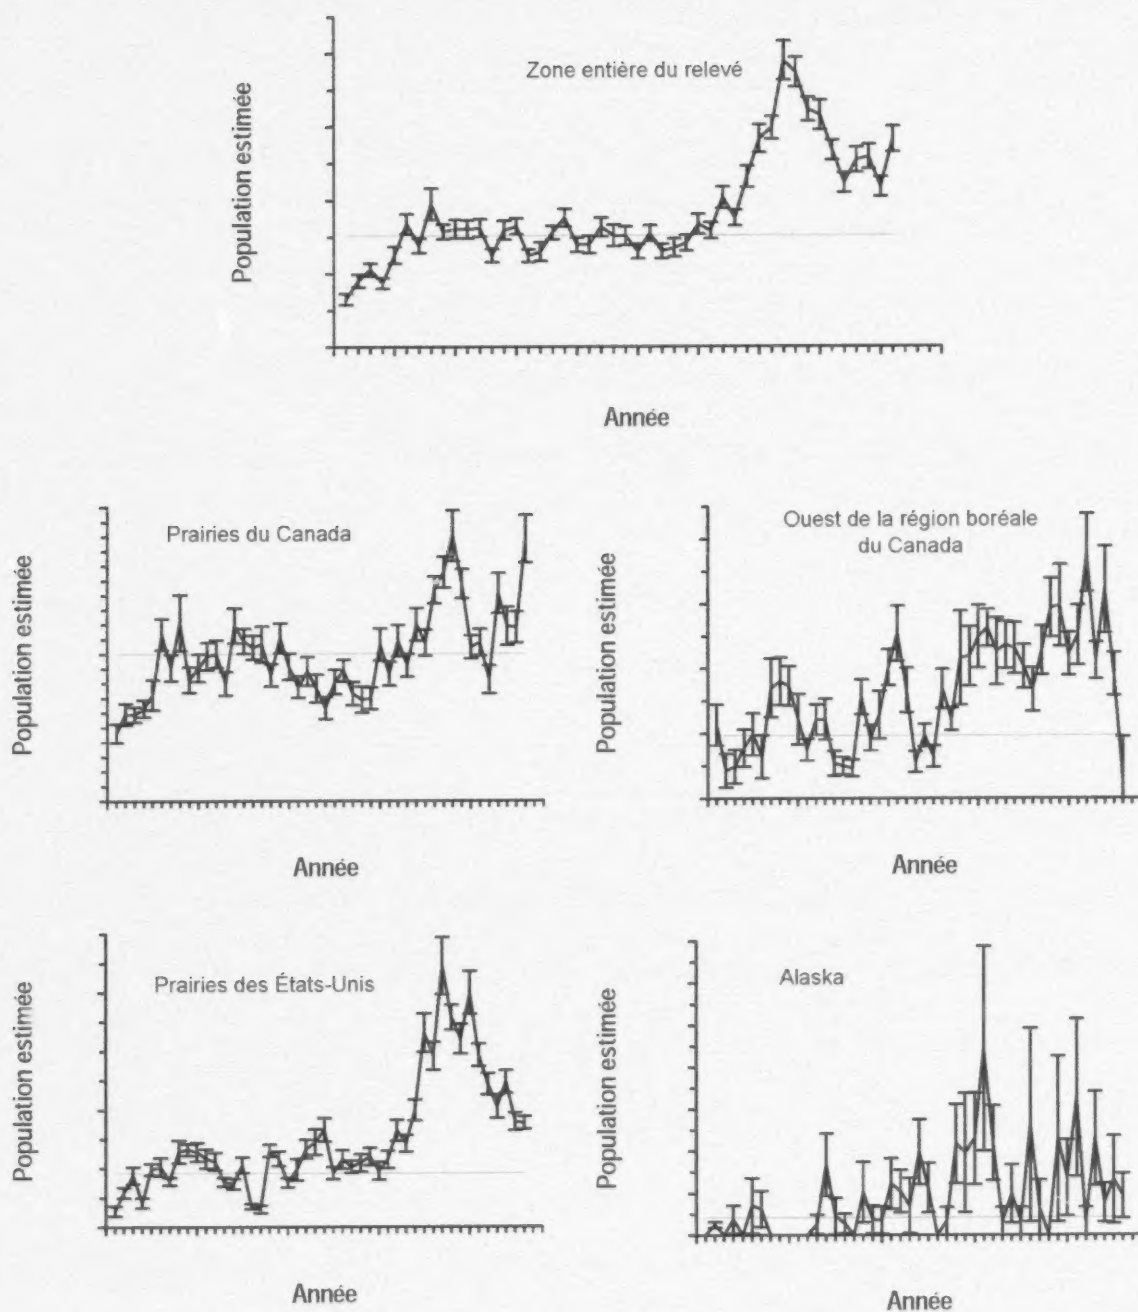 Zone entière du relevé
Population estimée
Année
Prairies du Canada
Population estimée
Année
Ouest de la région boréale
du Canada
Population estimée
Année
Prairies des États-Unis
Population estimée
Année
Alaska
Population estimée
Année